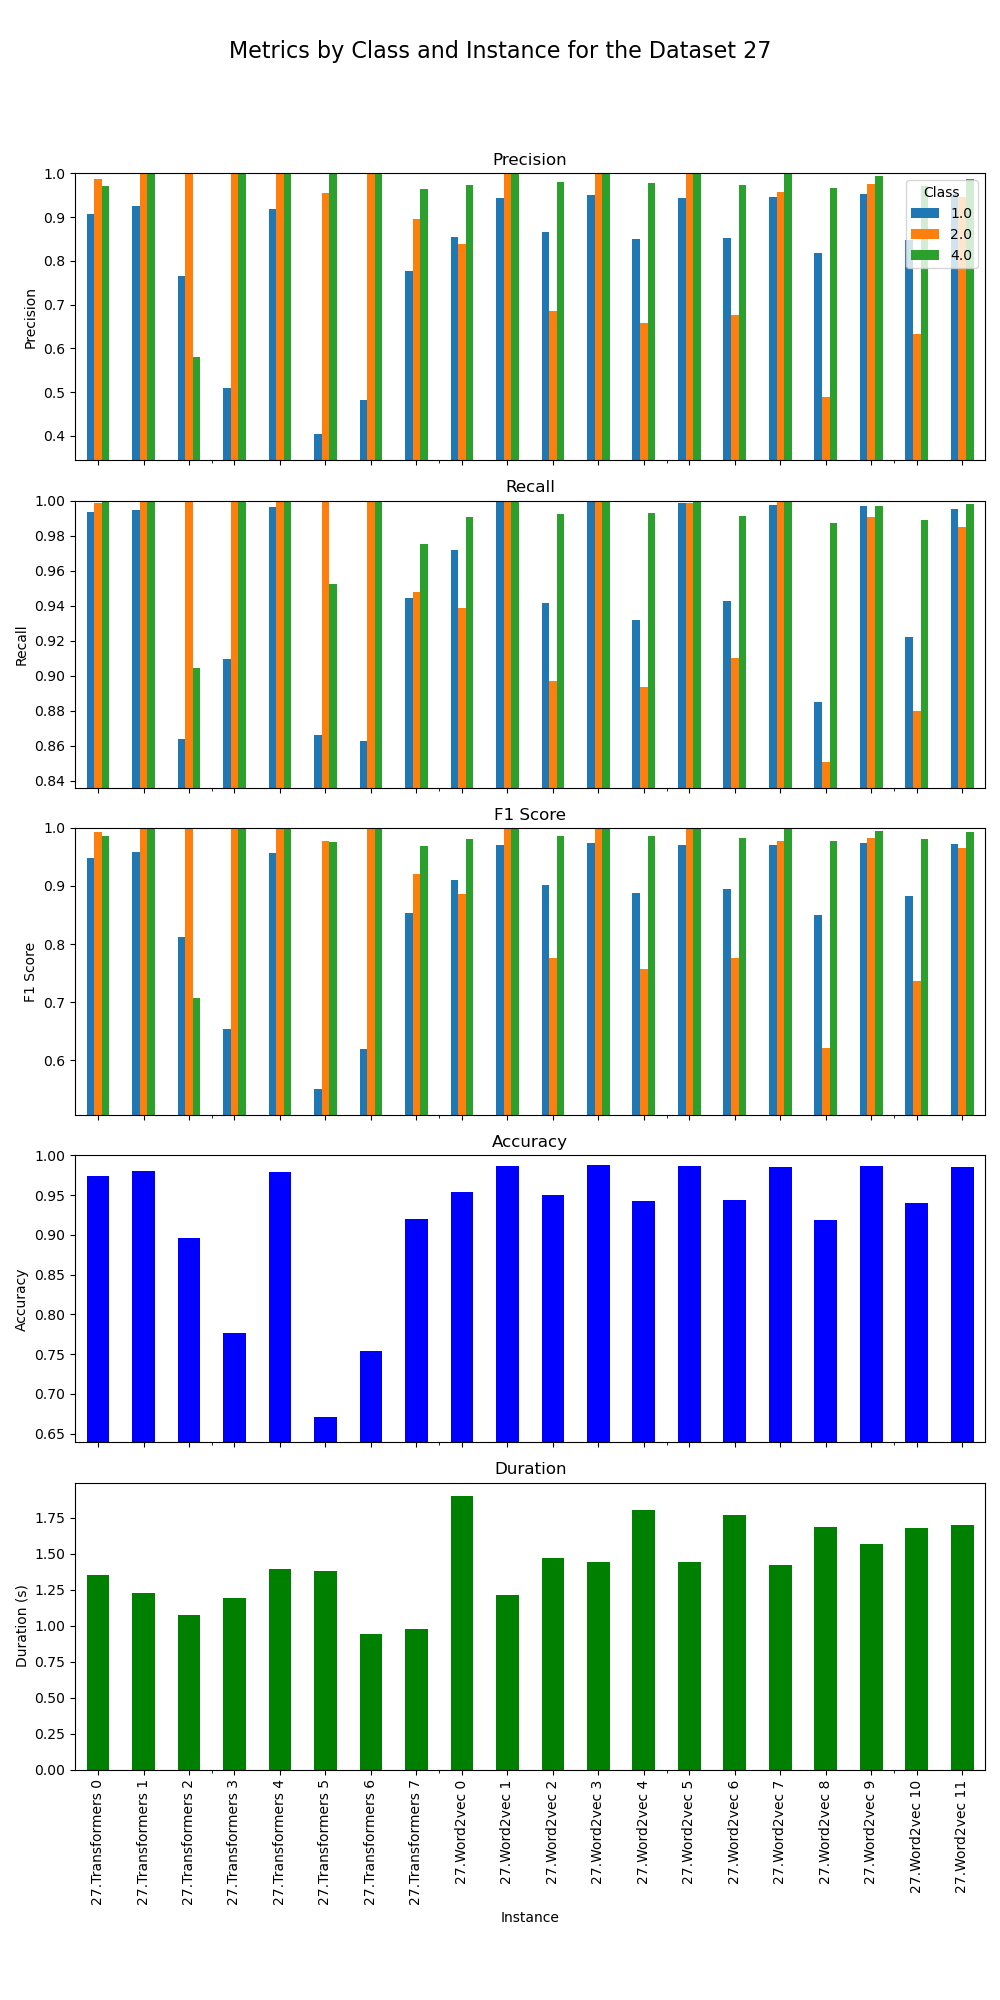 Metrics by Class and Instance for the Dataset 27
Precision
Class
1.0
2.0
4.0
1.0
0.9
0.8
0.7
0.6
0.5
0.4
Precision
Recall
1.00
0.98
0.96
0.94
0.92
0.90
0.88
0.86
0.84
Recall
F1 Score
1.0
0.9
0.8
0.7
0.6
F1 Score
Accuracy
1.00
0.95
0.90
0.85
0.80
0.75
0.70
0.65
Accuracy
Duration
1.75
1.50
1.25
1.00
0.75
0.50
0.25
0.00
Duration (s)
27.Transformers 0
27.Transformers 1
27.Transformers 2
27.Transformers 3
27.Transformers 4
27.Transformers 5
27.Transformers 6
27.Transformers 7
27.Word2vec 0
27.Word2vec 1
27.Word2vec 2
27.Word2vec 3
27.Word2vec 4
27.Word2vec 5
27.Word2vec 6
27.Word2vec 7
27.Word2vec 8
27.Word2vec 9
27.Word2vec 10
27.Word2vec 11
Instance